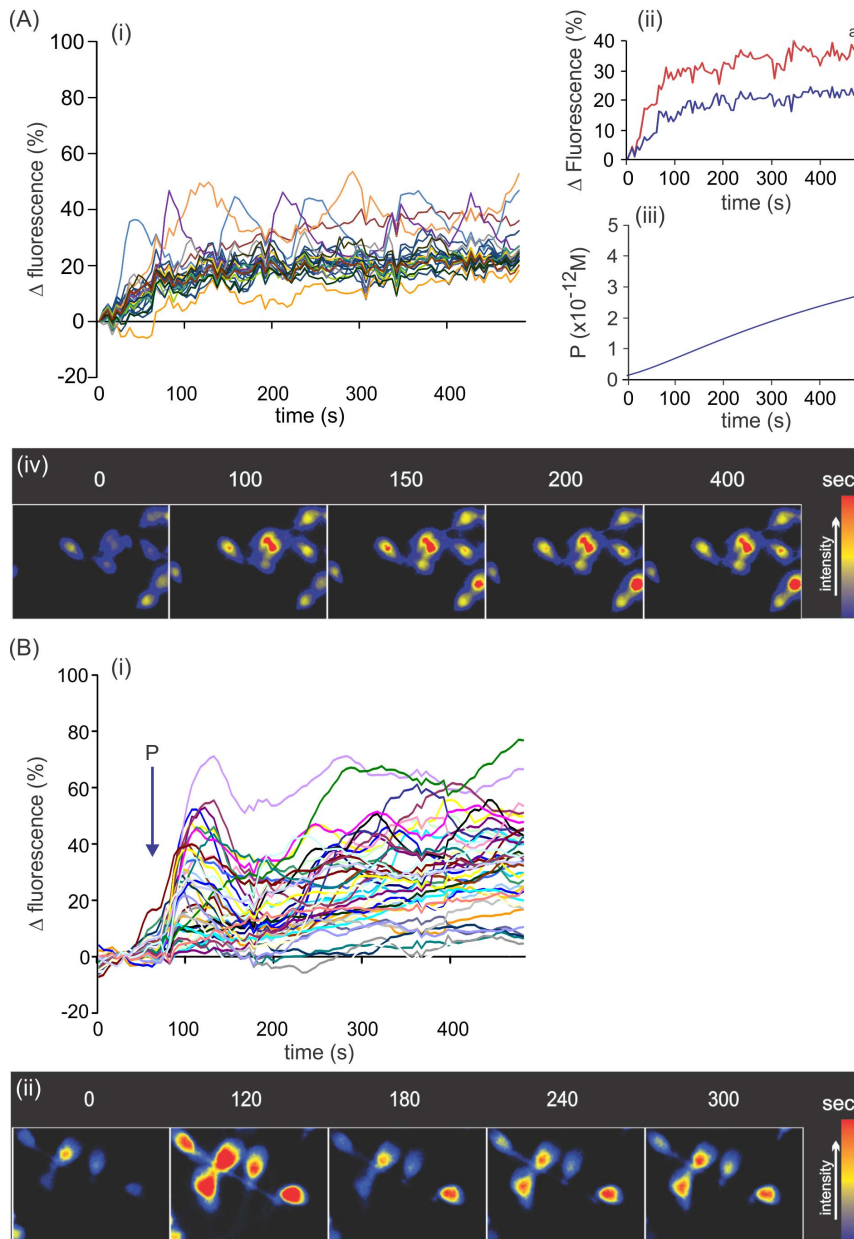 (A)
(i)
100
80
60
40
20
0
-20
Δ fluorescence (%)
0 100 200 300 400
time (s)
(ii)
a
40
30
20
10
0
Δ Fluorescence (%)
0 100 200 300 400
time (s)
(iii)
5
4
3
2
1
0
P (x10⁻¹²M)
0 100 200 300 400
time (s)
(iv)
0 100 150 200 400 sec
intensity
(B)
(i)
100
80
60
40
20
0
-20
P
Δ fluorescence (%)
0 100 200 300 400
time (s)
(ii)
0 120 180 240 300 sec
intensity